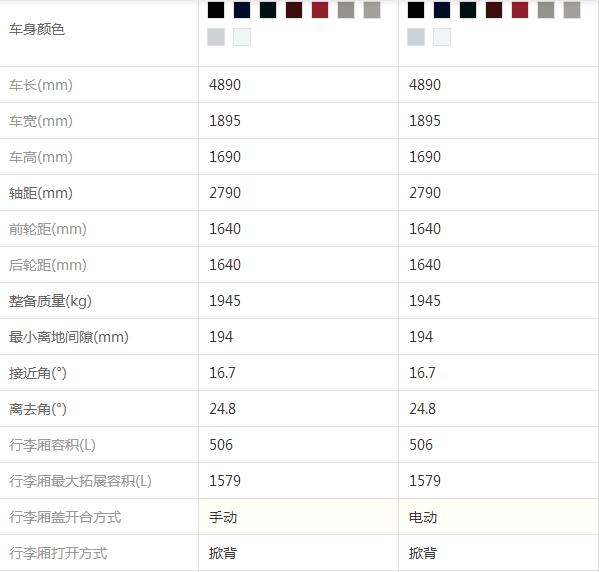 车身颜色
车长(mm) 4890 4890
车宽(mm) 1895 1895
车高(mm) 1690 1690
轴距(mm) 2790 2790
前轮距(mm) 1640 1640
后轮距(mm) 1640 1640
整备质量(kg) 1945 1945
最小离地间隙(mm) 194 194
接近角(°) 16.7 16.7
离去角(°) 24.8 24.8
行李厢容积(L) 506 506
行李厢最大拓展容积(L) 1579 1579
行李厢盖开合方式 手动 电动
行李厢打开方式 掀背 掀背